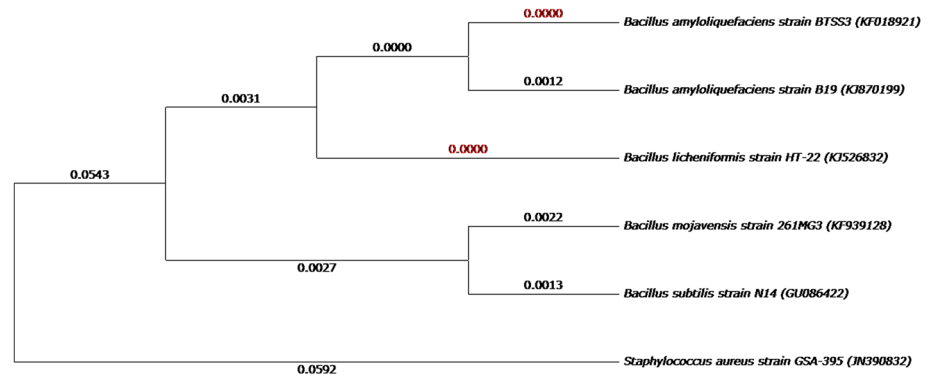 0.0000
Bacillus amyloliquefaciens strain BTSS3 (KF018921)
0.0000
0.0012
Bacillus amyloliquefaciens strain B19 (KJ870199)
0.0031
0.0000
Bacillus licheniformis strain HT-22 (KJ526832)
0.0543
0.0022
Bacillus mojavensis strain 261MG3 (KF939128)
0.0027
0.0013
Bacillus subtilis strain N14 (GU086422)
Staphylococcus aureus strain GSA-395 (JN390832)
0.0592